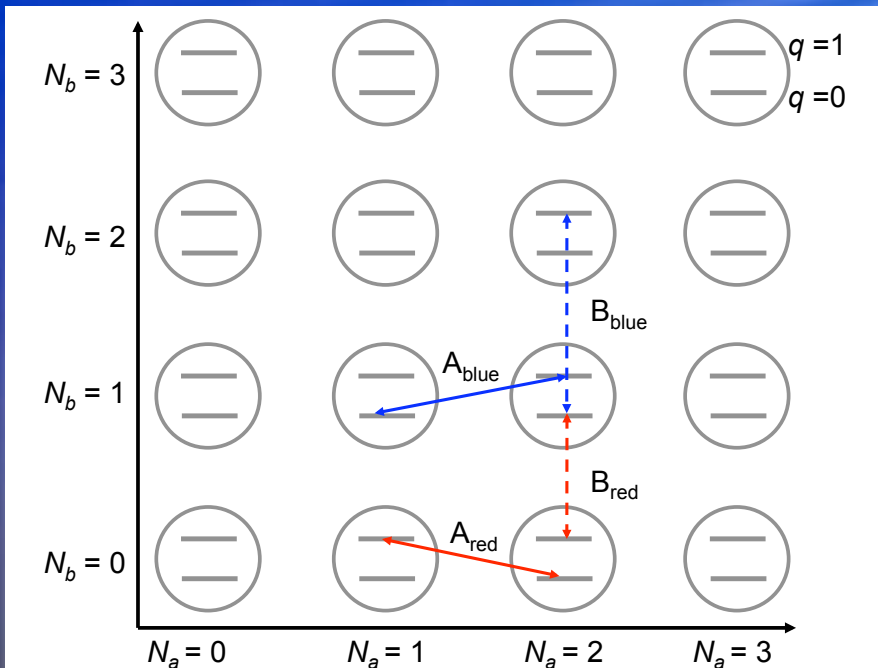 q =1
N_b = 3
q =0
N_b = 2
B_blue
A_blue
N_b = 1
B_red
A_red
N_b = 0
N_a = 0 N_a = 1 N_a = 2 N_a = 3